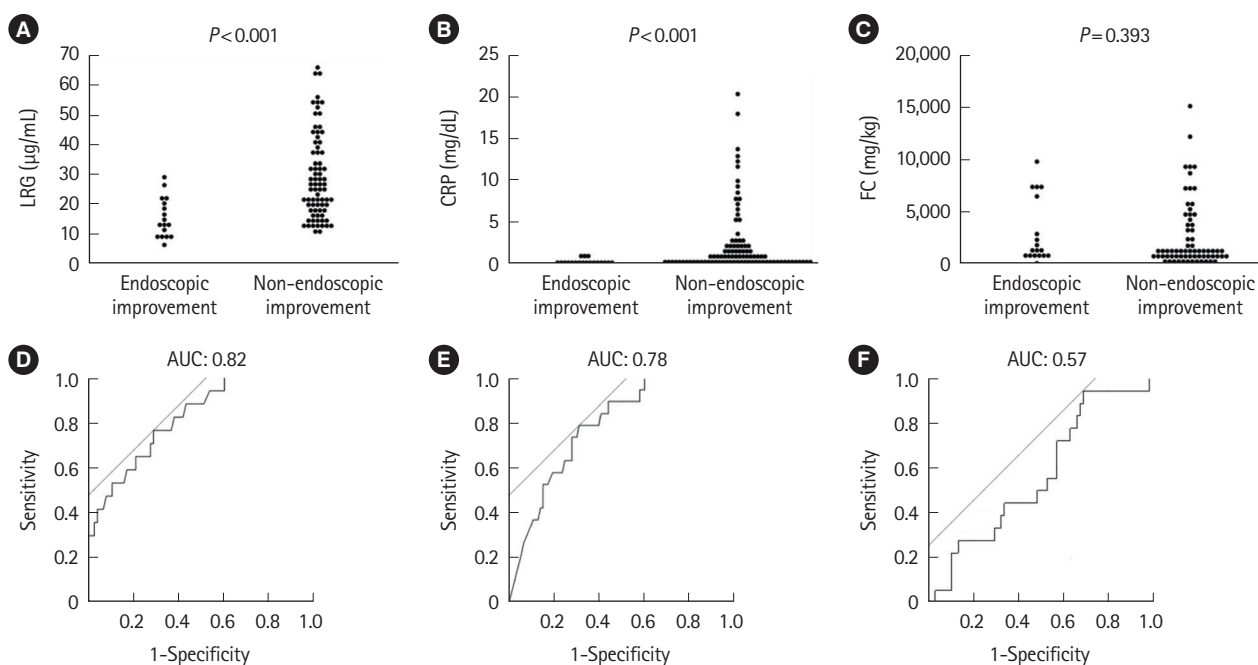 A
P<0.001
70
60
50
40
30
20
10
0
LRG (μg/mL)
Endoscopic improvement
Non-endoscopic improvement
B
P<0.001
25
20
15
10
5
0
CRP (mg/dL)
Endoscopic improvement
Non-endoscopic improvement
C
P=0.393
20,000
15,000
10,000
5,000
0
FC (mg/kg)
Endoscopic improvement
Non-endoscopic improvement
D
AUC: 0.82
1.0
0.8
0.6
0.4
0.2
0
Sensitivity
0.2 0.4 0.6 0.8 1.0
1-Specificity
E
AUC: 0.78
1.0
0.8
0.6
0.4
0.2
0
Sensitivity
0.2 0.4 0.6 0.8 1.0
1-Specificity
F
AUC: 0.57
1.0
0.8
0.6
0.4
0.2
0
Sensitivity
0.2 0.4 0.6 0.8 1.0
1-Specificity